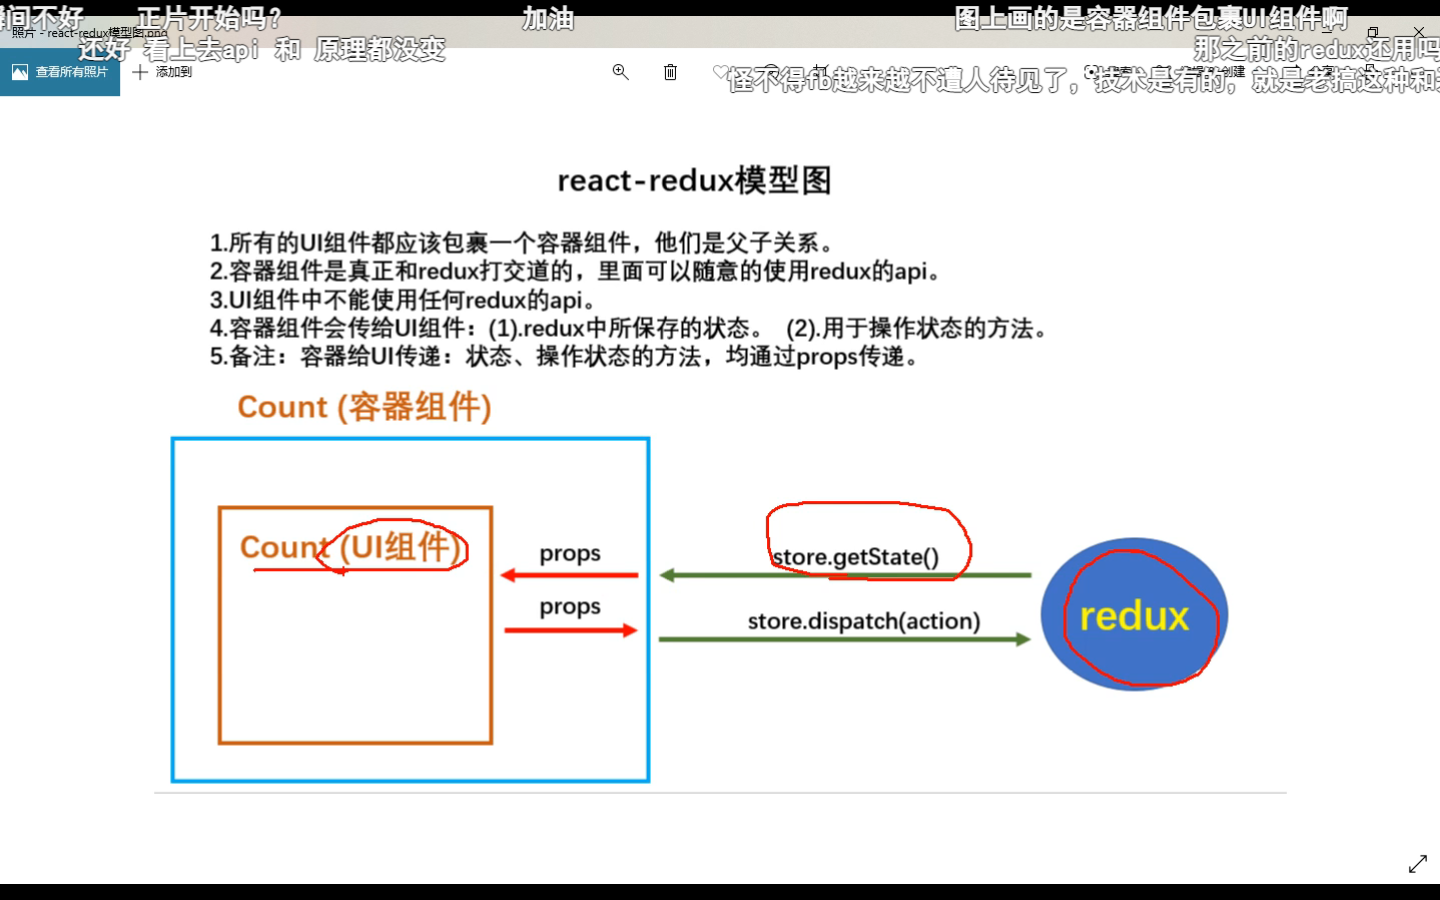 瞬间不好
正片开始吗？
加油
图上画的是容器组件包裹UI组件啊
照片 - react-redux模型图.png
还好
看上去api 和 原理都没变
那之前的redux还用吗
查看所有照片
添加到
怪不得fb越来越不遭人待见了，技术是有的，就是老搞这种和
创建
react-redux模型图
1.所有的UI组件都应该包裹一个容器组件，他们是父子关系。
2.容器组件是真正和redux打交道的，里面可以随意的使用redux的api。
3.UI组件中不能使用任何redux的api。
4.容器组件会传给UI组件：(1).redux中所保存的状态。 (2).用于操作状态的方法。
5.备注：容器给UI传递：状态、操作状态的方法，均通过props传递。
Count (容器组件)
Count (UI组件)
props
props
store.getState()
store.dispatch(action)
redux